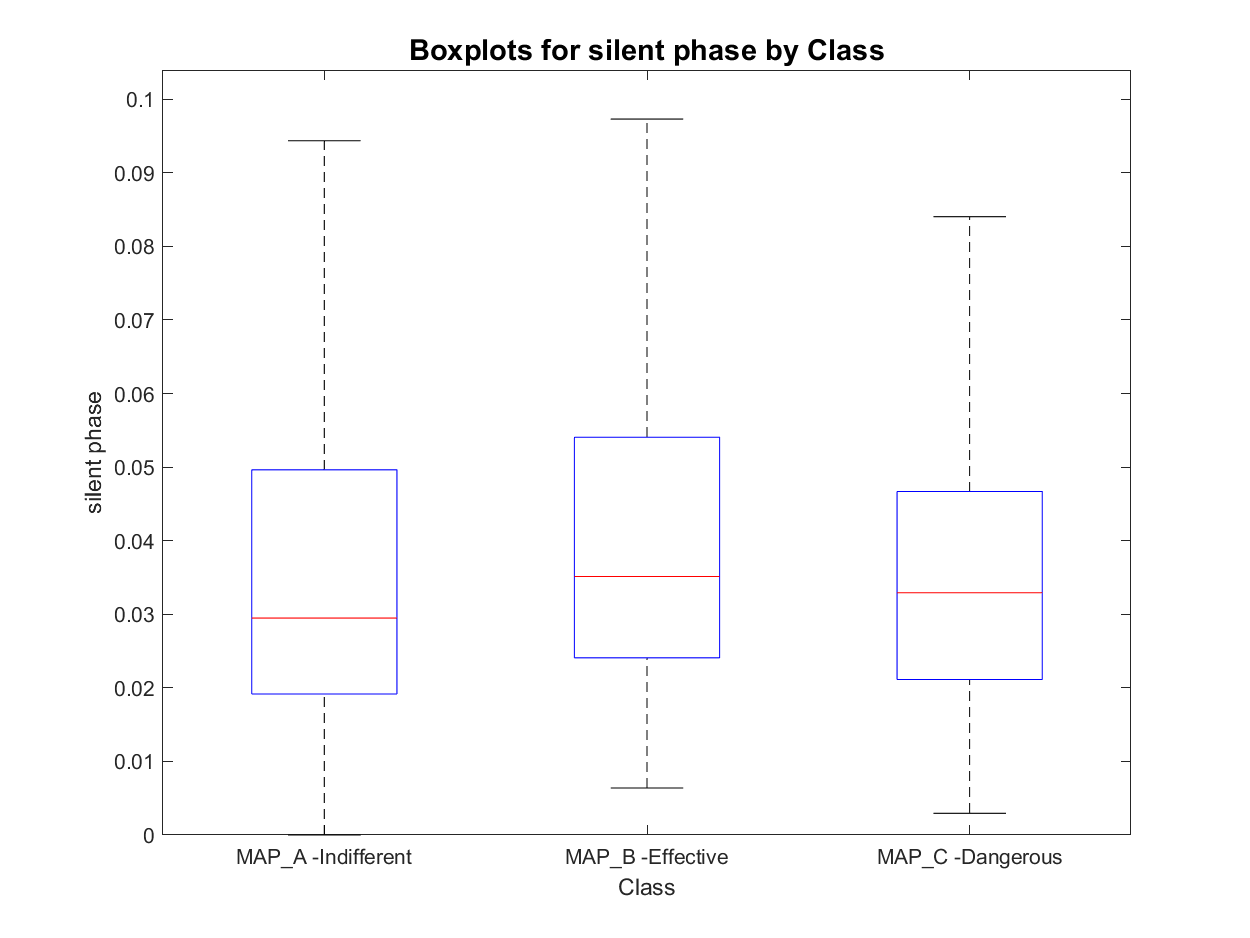 Boxplots for silent phase by Class
0.1
0.09
0.08
0.07
0.06
0.05
0.04
0.03
0.02
0.01
0
silent phase
MAP_A -Indifferent
MAP_B -Effective
MAP_C -Dangerous
Class